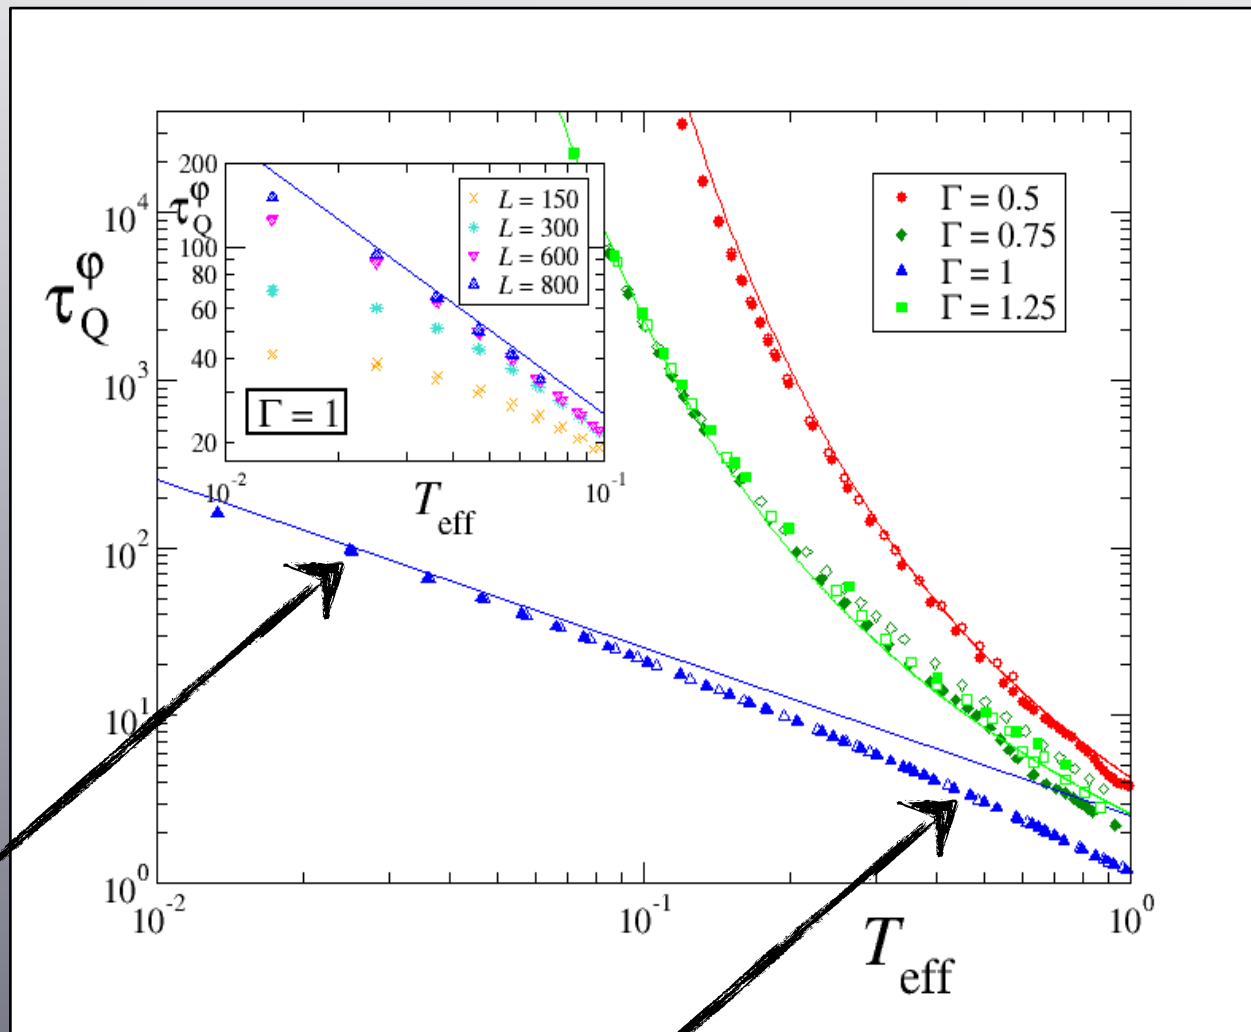 τ_Q^φ
10^4
10^3
10^2
10^1
10^0
10^-2
10^-1
10^0
T_eff
Γ = 0.5
Γ = 0.75
Γ = 1
Γ = 1.25
τ_Q^φ
200
100
80
60
40
20
10^-2
10^-1
T_eff
L = 150
L = 300
L = 600
L = 800
Γ = 1